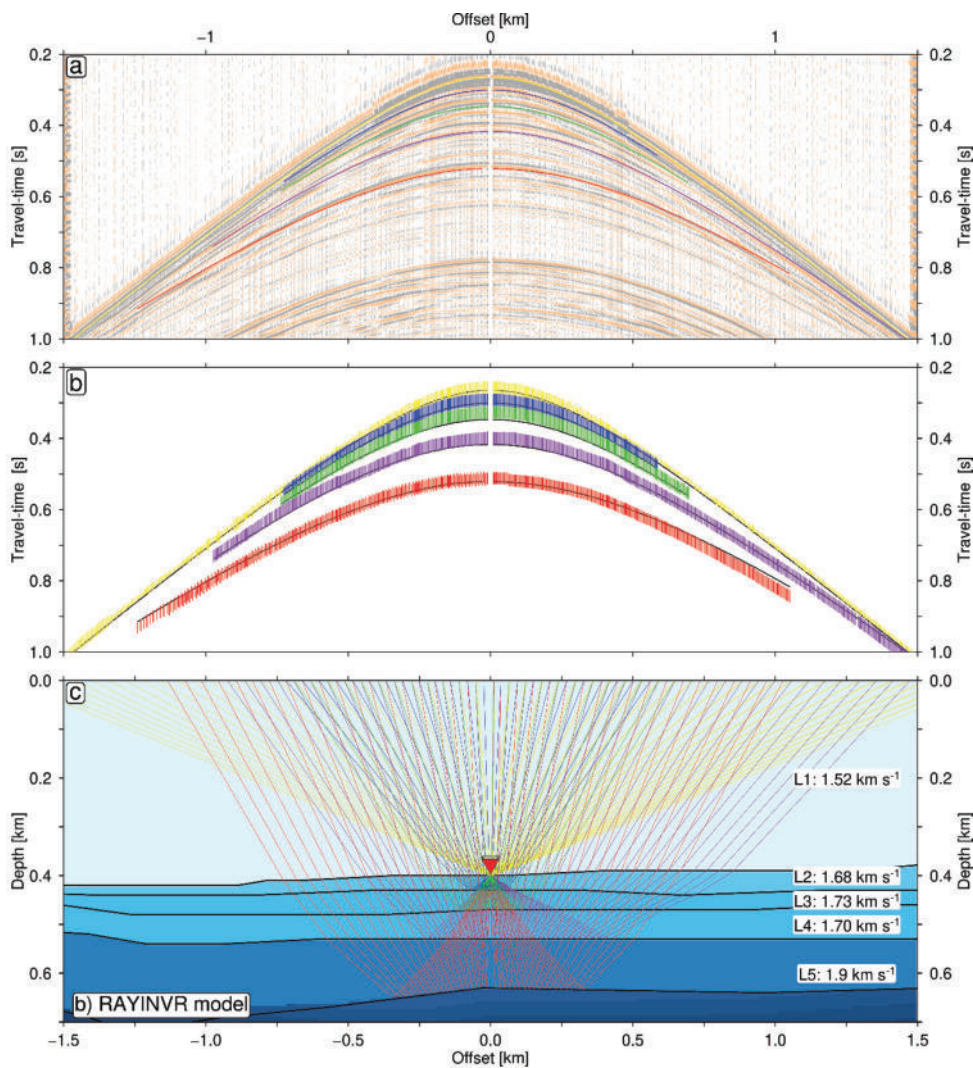 Offset [km]
−1 0 1
0.2 0.2
a
0.4 0.4
Travel-time [s] Travel-time [s]
0.6 0.6
0.8 0.8
1.0 1.0
0.2 0.2
b
0.4 0.4
Travel-time [s] Travel-time [s]
0.6 0.6
0.8 0.8
1.0 1.0
0.0 0.0
c
0.2 0.2
L1: 1.52 km s⁻¹
Depth [km] Depth [km]
0.4 0.4
L2: 1.68 km s⁻¹
L3: 1.73 km s⁻¹
L4: 1.70 km s⁻¹
0.6 0.6
L5: 1.9 km s⁻¹
b) RAYINVR model
−1.5 −1.0 −0.5 0.0 0.5 1.0 1.5
Offset [km]